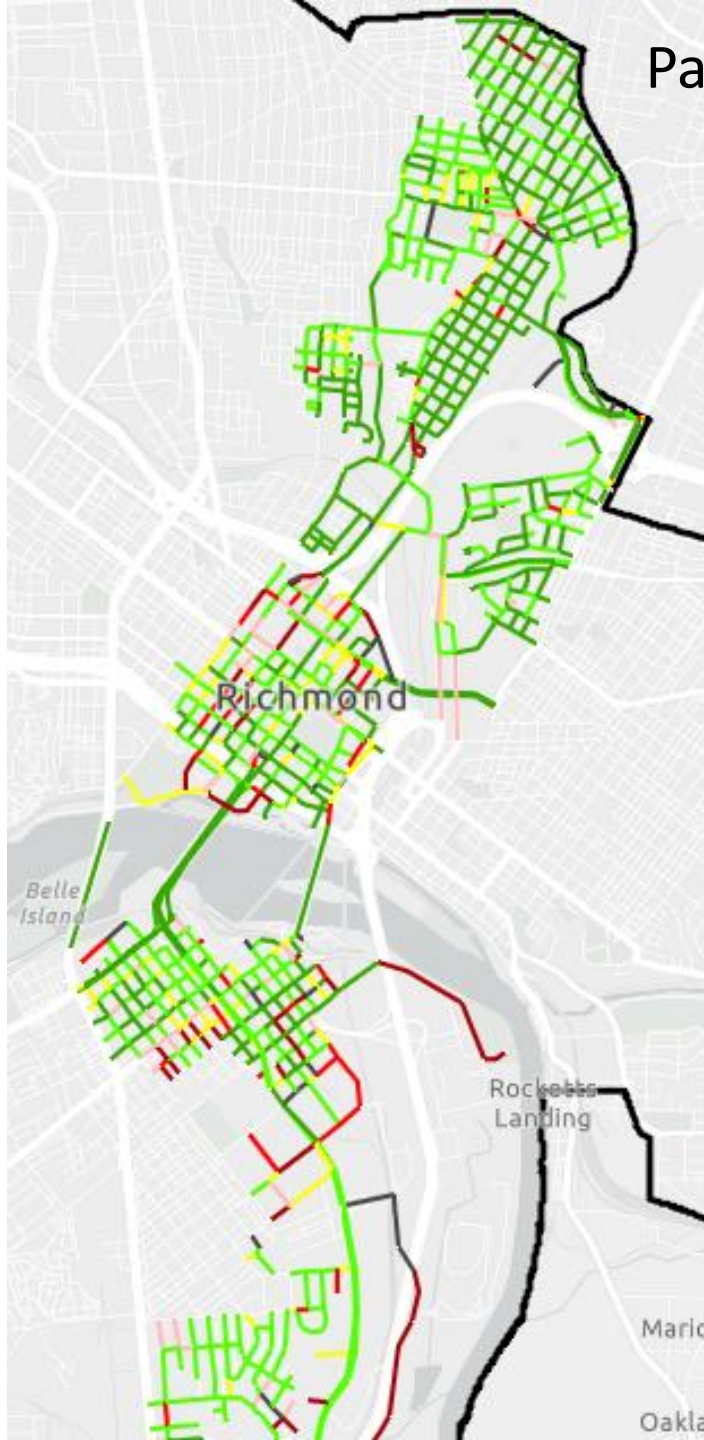 Pa
Richmond
Belle
Island
Rocketts
Landing
Mario
Oakla